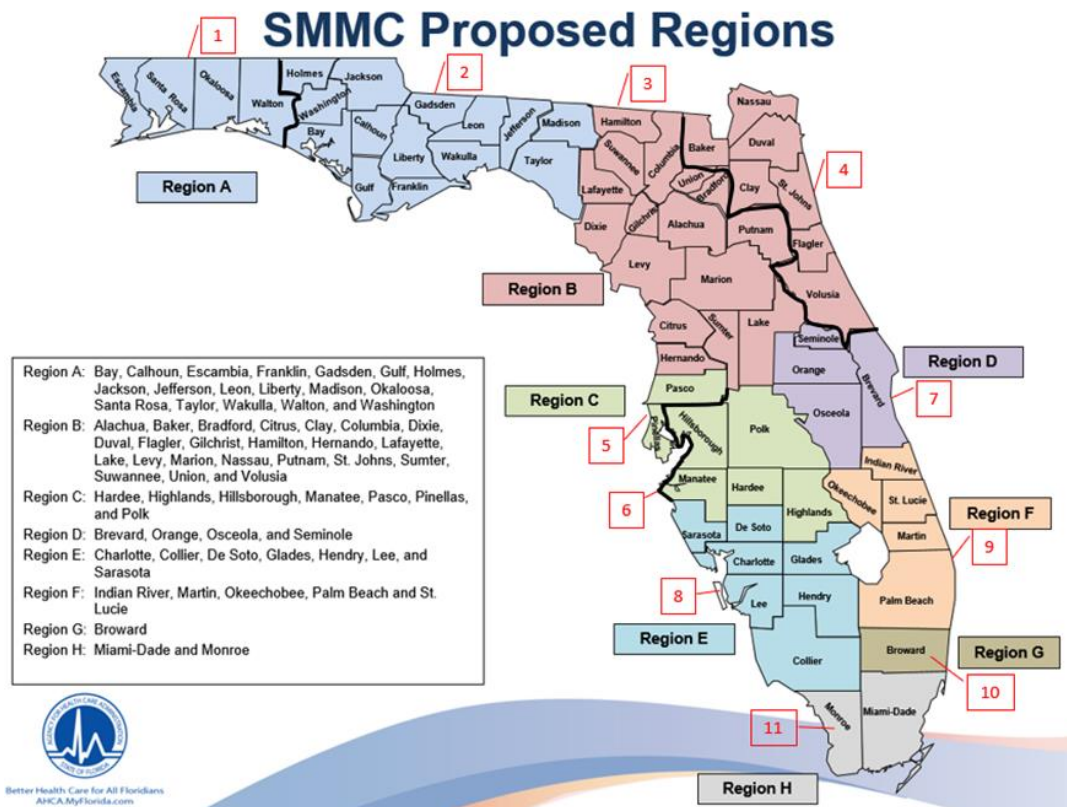 SMMC Proposed Regions
1
2
3
4
5
6
7
8
9
10
11
Escambia
Santa Rosa
Okaloosa
Walton
Holmes
Washington
Jackson
Bay
Calhoun
Gulf
Gadsden
Liberty
Franklin
Leon
Wakulla
Jefferson
Madison
Taylor
Region A
Hamilton
Suwannee
Columbia
Lafayette
Dixie
Gilchrist
Baker
Union
Bradford
Nassau
Duval
Clay
St. Johns
Alachua
Putnam
Flagler
Levy
Marion
Volusia
Citrus
Sumter
Lake
Hernando
Region B
Seminole
Orange
Brevard
Osceola
Region D
Pasco
Pinellas
Hillsborough
Polk
Manatee
Hardee
Highlands
Region C
Indian River
Okeechobee
St. Lucie
Martin
Palm Beach
Region F
Sarasota
De Soto
Charlotte
Glades
Lee
Hendry
Collier
Region E
Broward
Region G
Monroe
Miami-Dade
Region H
Region A: Bay, Calhoun, Escambia, Franklin, Gadsden, Gulf, Holmes,
Jackson, Jefferson, Leon, Liberty, Madison, Okaloosa,
Santa Rosa, Taylor, Wakulla, Walton, and Washington
Region B: Alachua, Baker, Bradford, Citrus, Clay, Columbia, Dixie,
Duval, Flagler, Gilchrist, Hamilton, Hernando, Lafayette,
Lake, Levy, Marion, Nassau, Putnam, St. Johns, Sumter,
Suwannee, Union, and Volusia
Region C: Hardee, Highlands, Hillsborough, Manatee, Pasco, Pinellas,
and Polk
Region D: Brevard, Orange, Osceola, and Seminole
Region E: Charlotte, Collier, De Soto, Glades, Hendry, Lee, and
Sarasota
Region F: Indian River, Martin, Okeechobee, Palm Beach and St.
Lucie
Region G: Broward
Region H: Miami-Dade and Monroe
AGENCY FOR HEALTH CARE ADMINISTRATION
STATE OF FLORIDA
Better Health Care for All Floridians
AHCA.MyFlorida.com